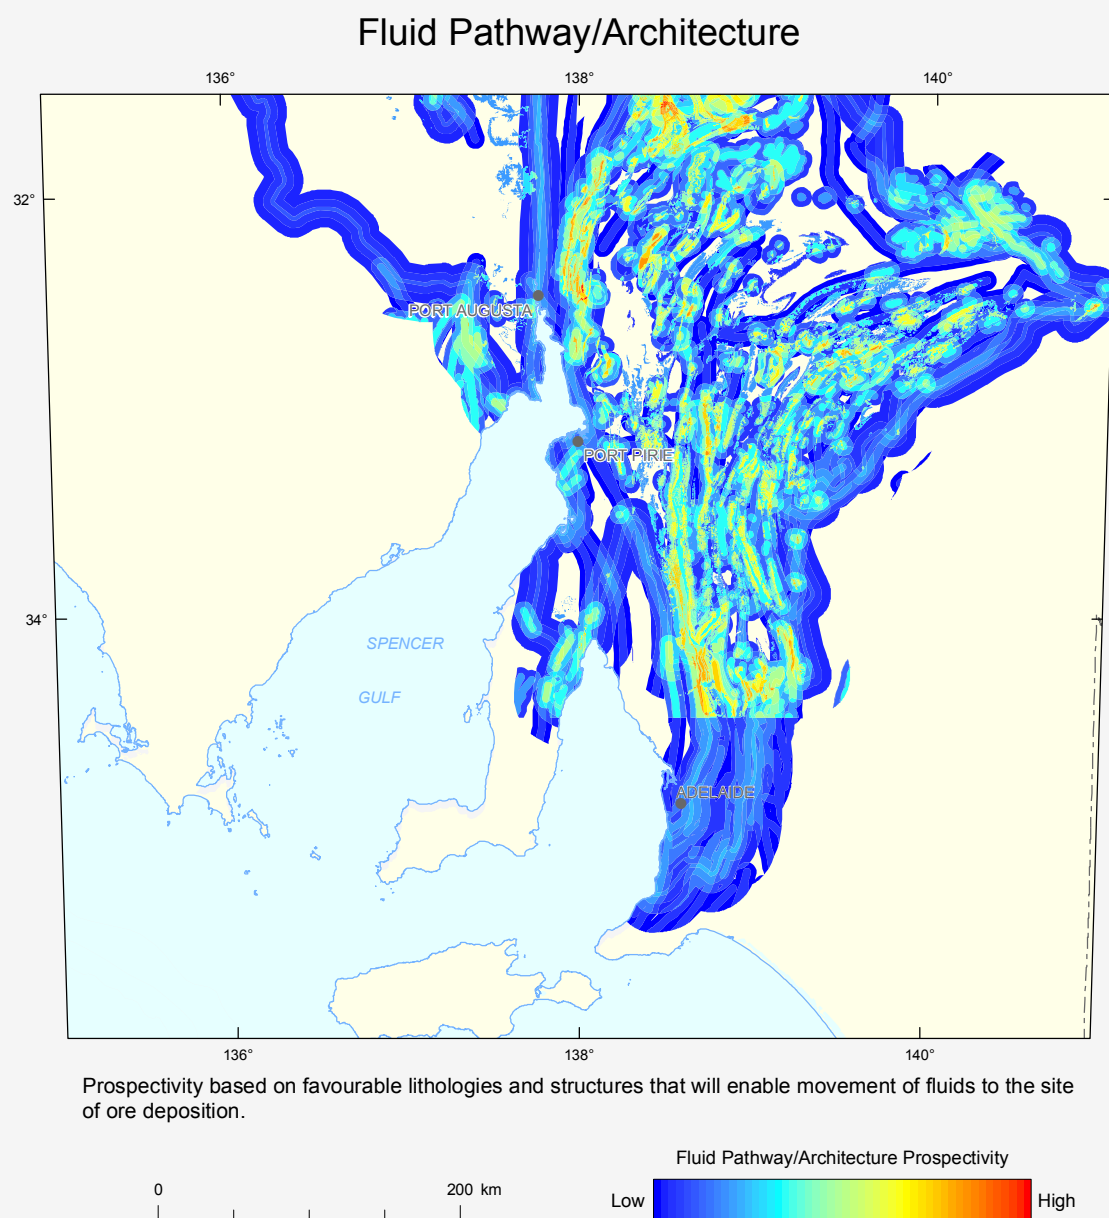 Fluid Pathway/Architecture
136° 138° 140°
32°
PORT AUGUSTA
PORT PIRIE
34°
SPENCER
GULF
ADELAIDE
136° 138° 140°
Prospectivity based on favourable lithologies and structures that will enable movement of fluids to the site
of ore deposition.
Fluid Pathway/Architecture Prospectivity
0 200 km
Low High